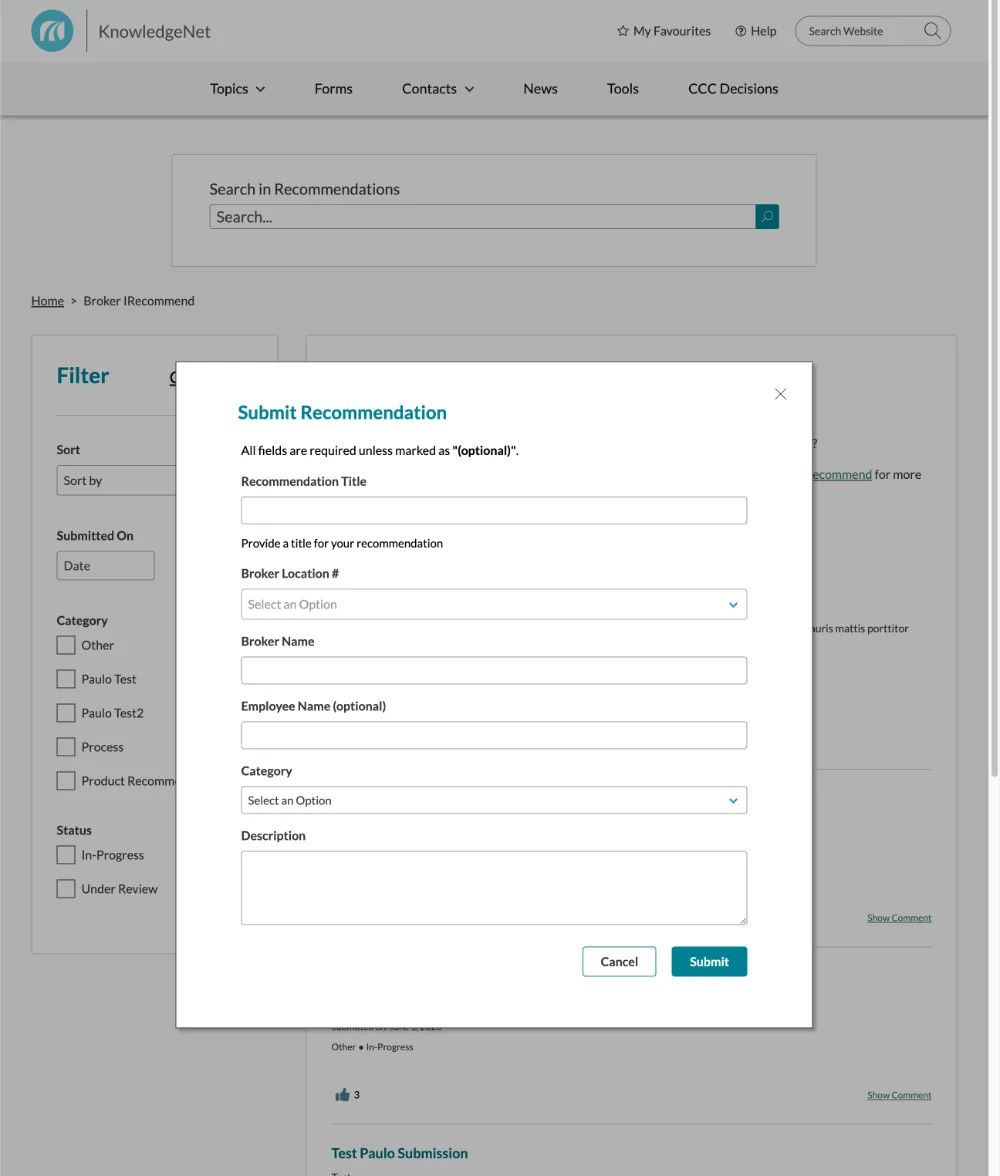 KnowledgeNet
My Favourites
Help
Search Website
Topics
Forms
Contacts
News
Tools
CCC Decisions
Search in Recommendations
Search...
Home > Broker IRecommend
Filter
Sort
Sort by
Submitted On
Date
Category
Other
Paulo Test
Paulo Test2
Process
Product Recomm
Status
In-Progress
Under Review
Submit Recommendation
All fields are required unless marked as "(optional)".
Recommendation Title
Provide a title for your recommendation
Broker Location #
Select an Option
Broker Name
Employee Name (optional)
Category
Select an Option
Description
Cancel
Submit
?
ecommend for more
auris mattis porttitor
Show Comment
Other ● In-Progress
3
Show Comment
Test Paulo Submission